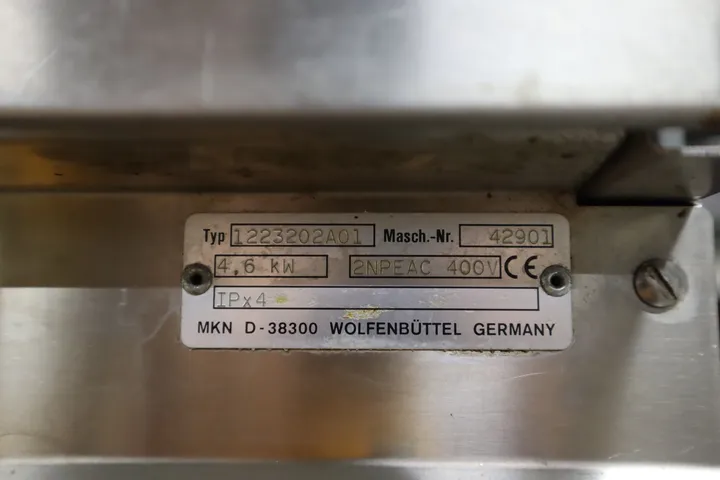 Typ 1223202A01 Masch.-Nr. 42901
4,6 kW 2NPEAC 400V CE
IPx4
MKN D-38300 WOLFENBÜTTEL GERMANY